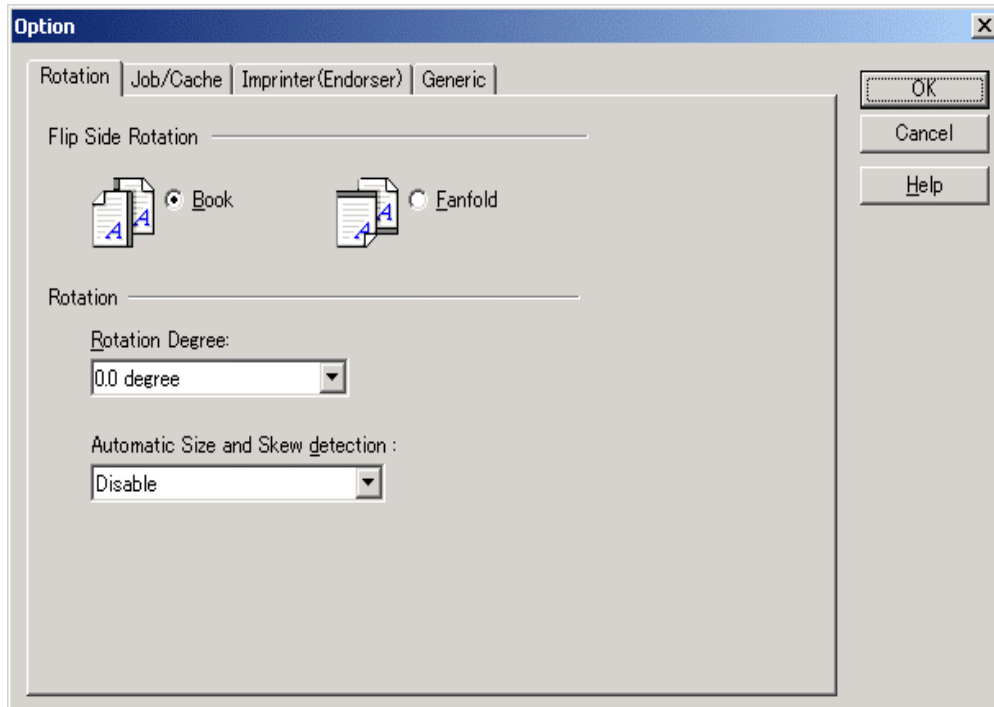 Option
Rotation Job/Cache Imprinter(Endorser) Generic
OK
Cancel
Help
Flip Side Rotation
A A Book A A Fanfold
Rotation
Rotation Degree:
0.0 degree
Automatic Size and Skew detection :
Disable